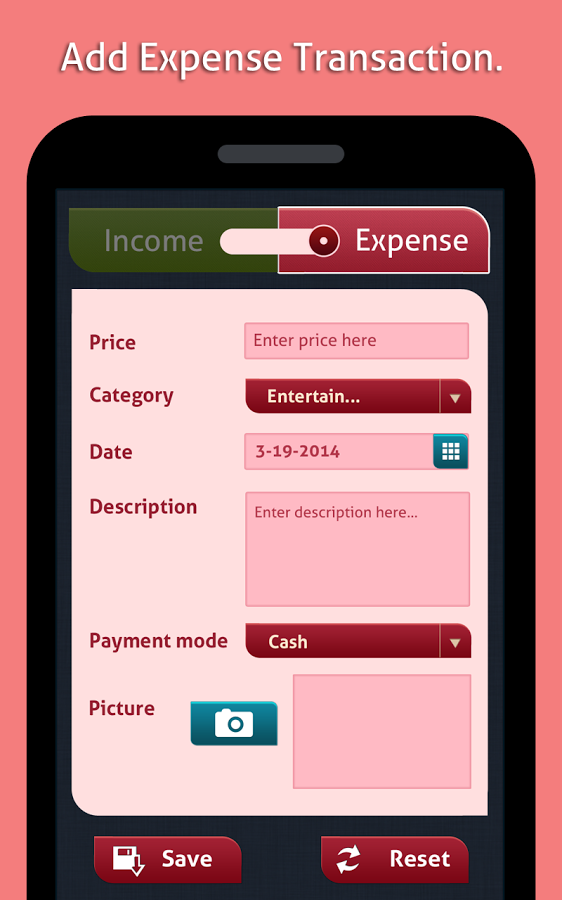 Add Expense Transaction.
Income Expense
Price Enter price here
Category Entertain...
Date 3-19-2014
Description Enter description here...
Payment mode Cash
Picture
Save Reset